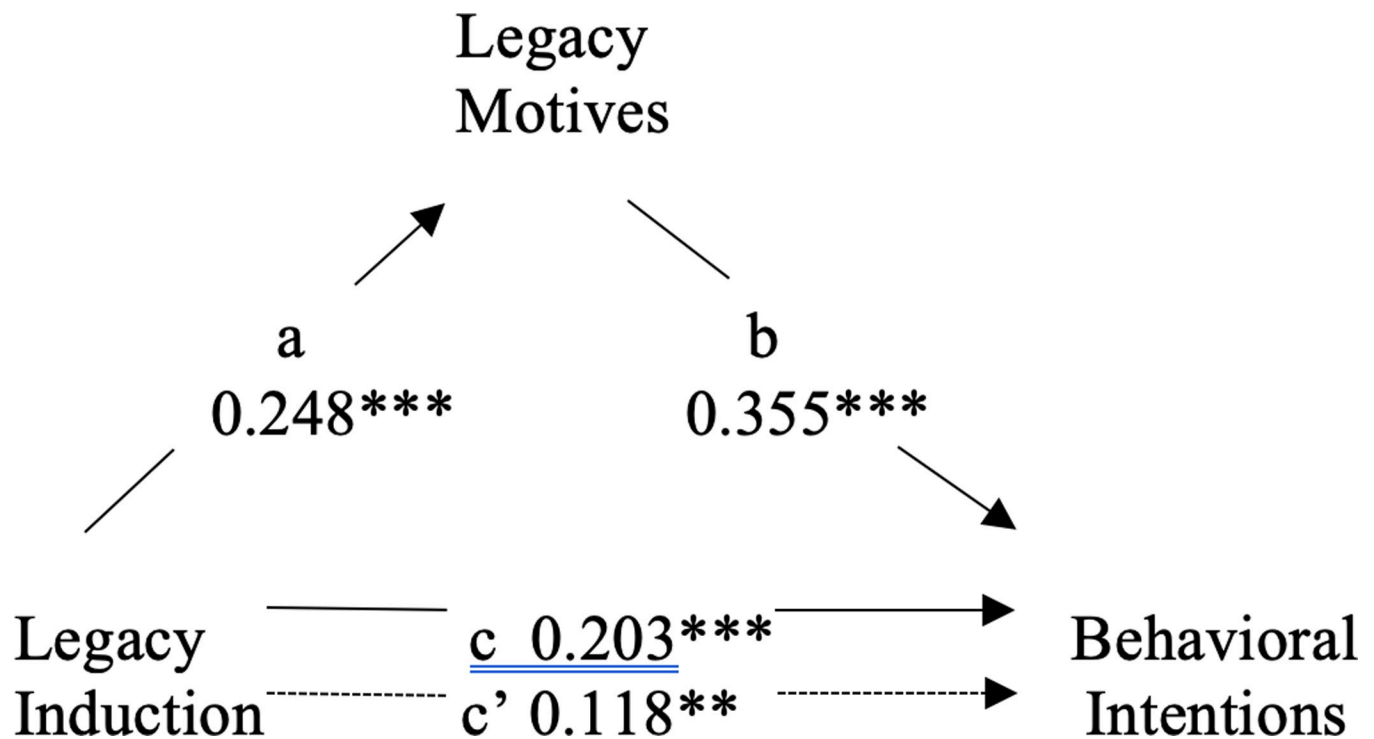 Legacy
Motives
a
b
0.248***
0.355***
Legacy
Induction
c 0.203***
c’ 0.118**
Behavioral
Intentions